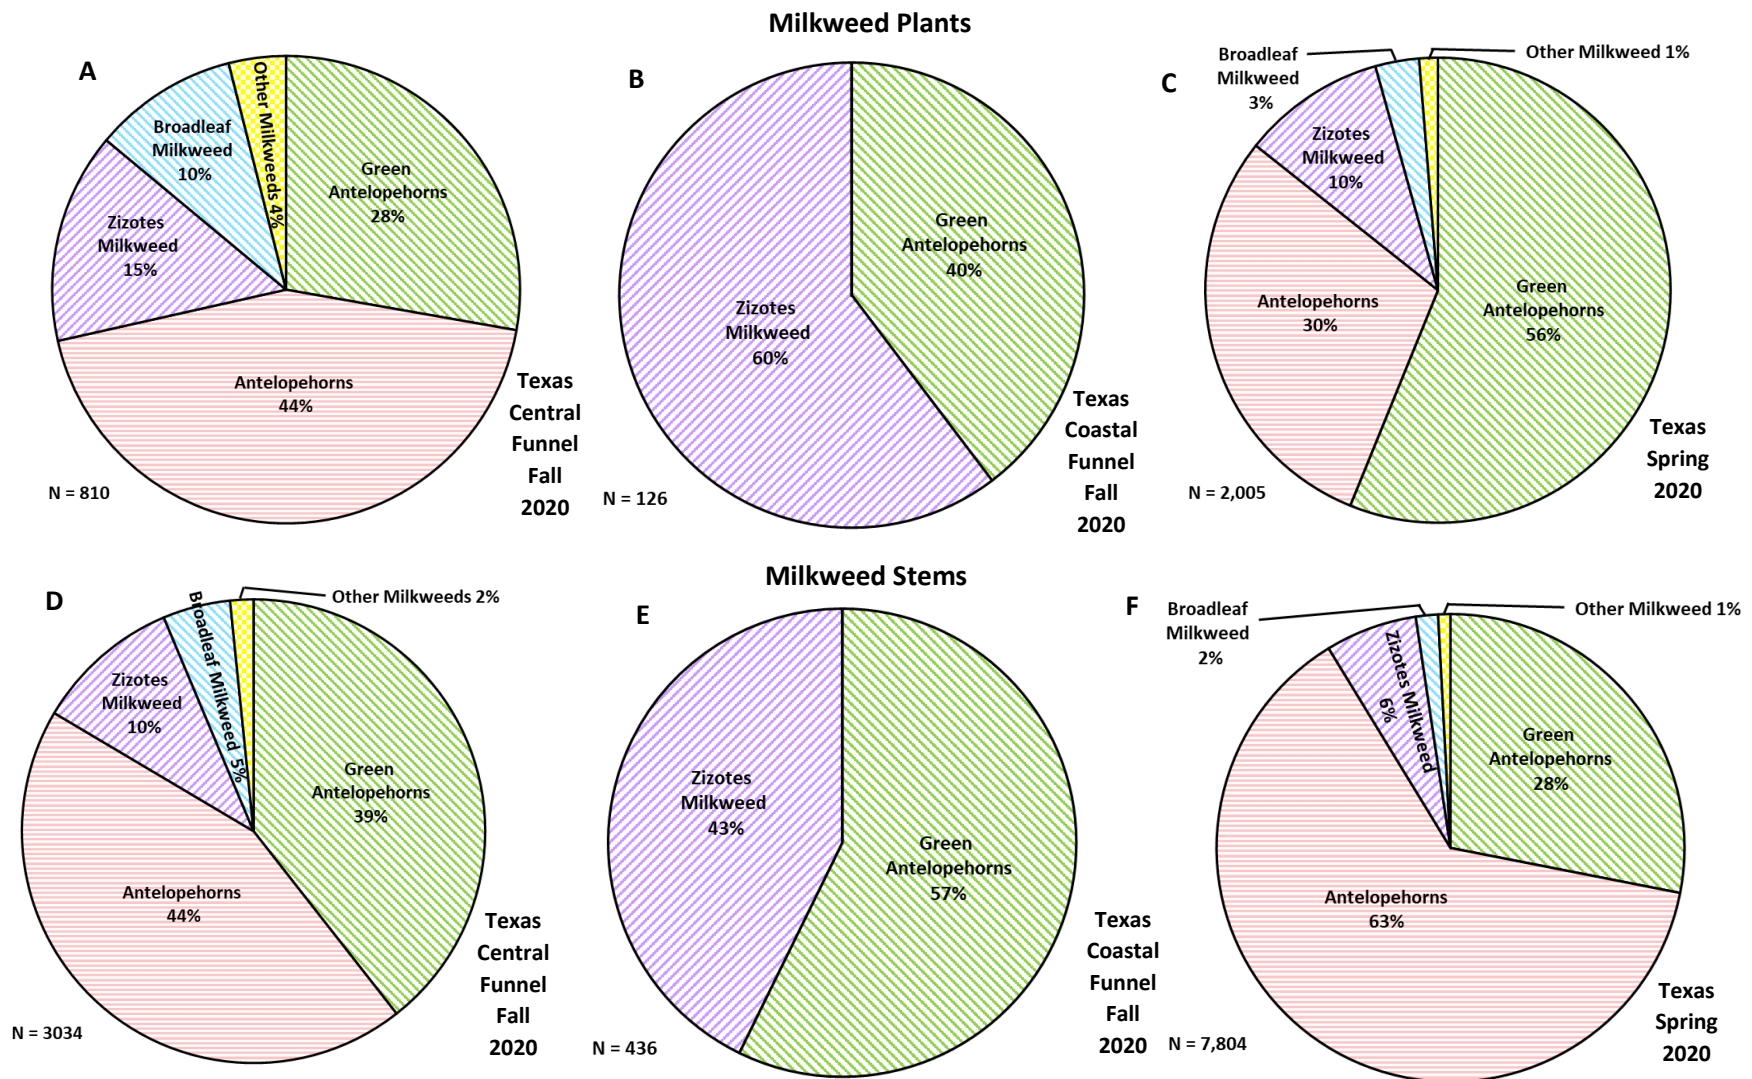 Milkweed Plants
A
Other Milkweeds 4%
Broadleaf
Milkweed
10%
Green
Antelopehorns
28%
Zizotes
Milkweed
15%
Antelopehorns
44%
Texas
Central
Funnel
Fall
2020
N = 810
B
Green
Antelopehorns
40%
Zizotes
Milkweed
60%
Texas
Coastal
Funnel
Fall
2020
N = 126
C
Broadleaf
Milkweed
3%
Other Milkweed 1%
Zizotes
Milkweed
10%
Antelopehorns
30%
Green
Antelopehorns
56%
Texas
Spring
2020
N = 2,005
Milkweed Stems
D
Other Milkweeds 2%
Broadleaf Milkweed 5%
Zizotes
Milkweed
10%
Green
Antelopehorns
39%
Antelopehorns
44%
Texas
Central
Funnel
Fall
2020
N = 3034
E
Zizotes
Milkweed
43%
Green
Antelopehorns
57%
Texas
Coastal
Funnel
Fall
2020
N = 436
F
Broadleaf
Milkweed
2%
Other Milkweed 1%
Zizotes Milkweed
6%
Green
Antelopehorns
28%
Antelopehorns
63%
Texas
Spring
2020
N = 7,804